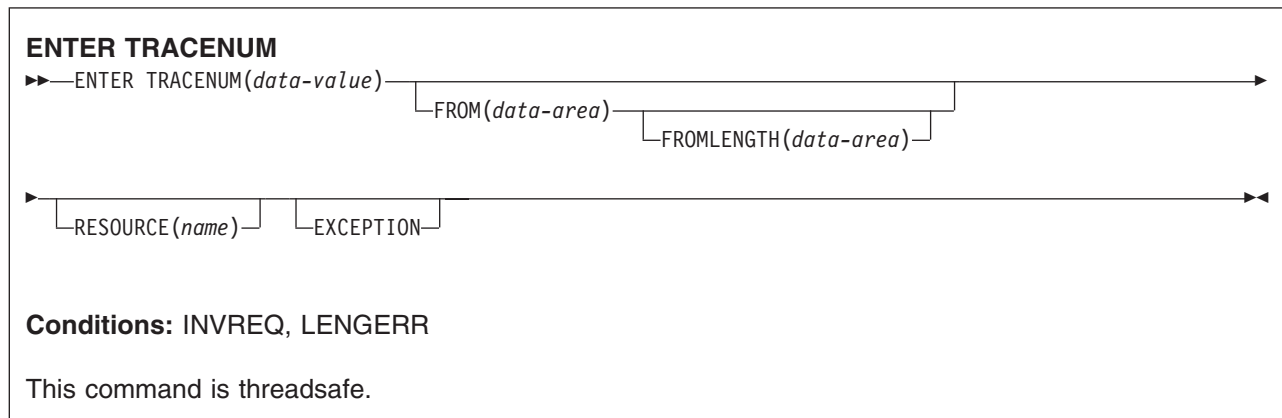 ENTER TRACENUM
ENTER TRACENUM(data-value)
FROM(data-area)
FROMLENGTH(data-area)
RESOURCE(name) EXCEPTION
Conditions: INVREQ, LENGERR
This command is threadsafe.